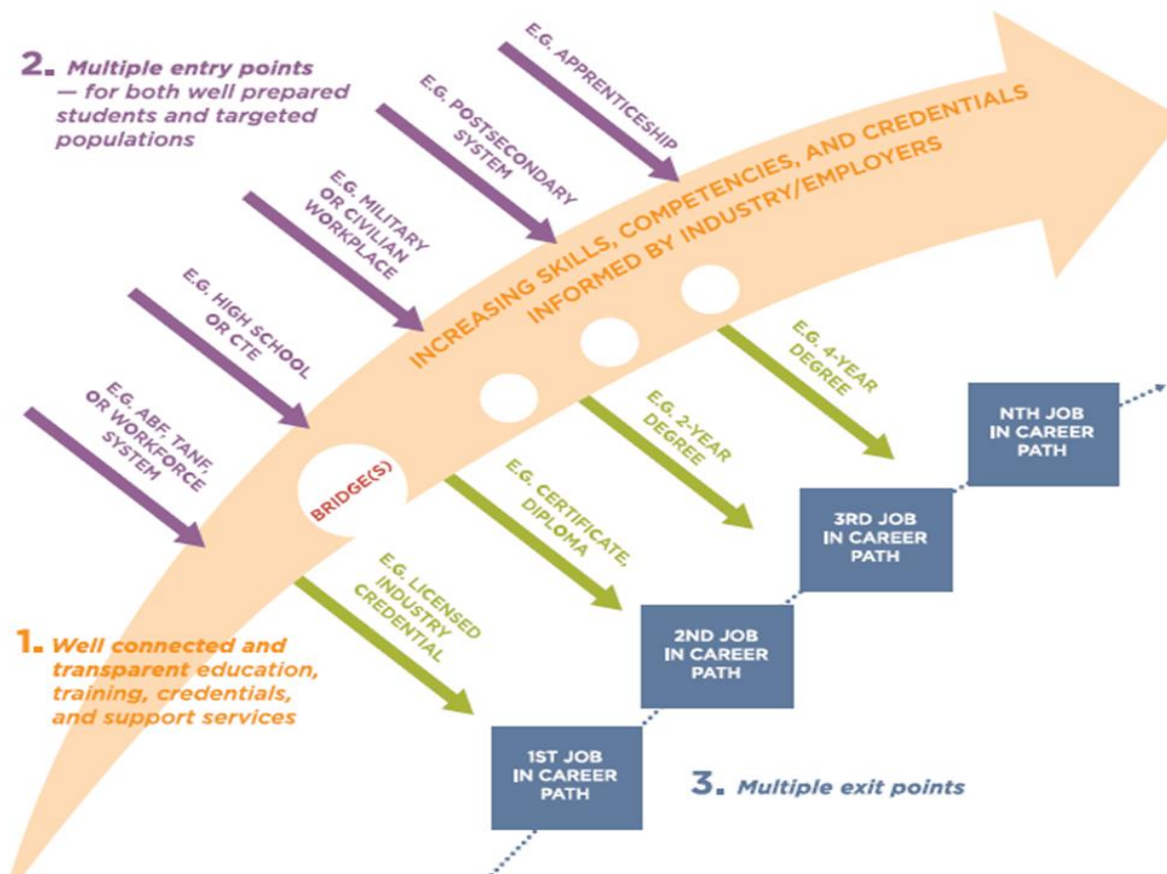 2. Multiple entry points
— for both well prepared
students and targeted
populations
E.G. APPRENTICESHIP
E.G. POSTSECONDARY
SYSTEM
E.G. MILITARY
OR CIVILIAN
WORKPLACE
E.G. HIGH SCHOOL
OR CTE
E.G. ABF, TANF,
OR WORKFORCE
SYSTEM
INCREASING SKILLS, COMPETENCIES, AND CREDENTIALS
INFORMED BY INDUSTRY/EMPLOYERS
BRIDGE(S)
E.G. 4-YEAR
DEGREE
E.G. 2-YEAR
DEGREE
E.G. CERTIFICATE,
DIPLOMA
E.G. LICENSED
INDUSTRY
CREDENTIAL
NTH JOB
IN CAREER
PATH
3RD JOB
IN CAREER
PATH
2ND JOB
IN CAREER
PATH
1ST JOB
IN CAREER
PATH
1. Well connected and
transparent education,
training, credentials,
and support services
3. Multiple exit points